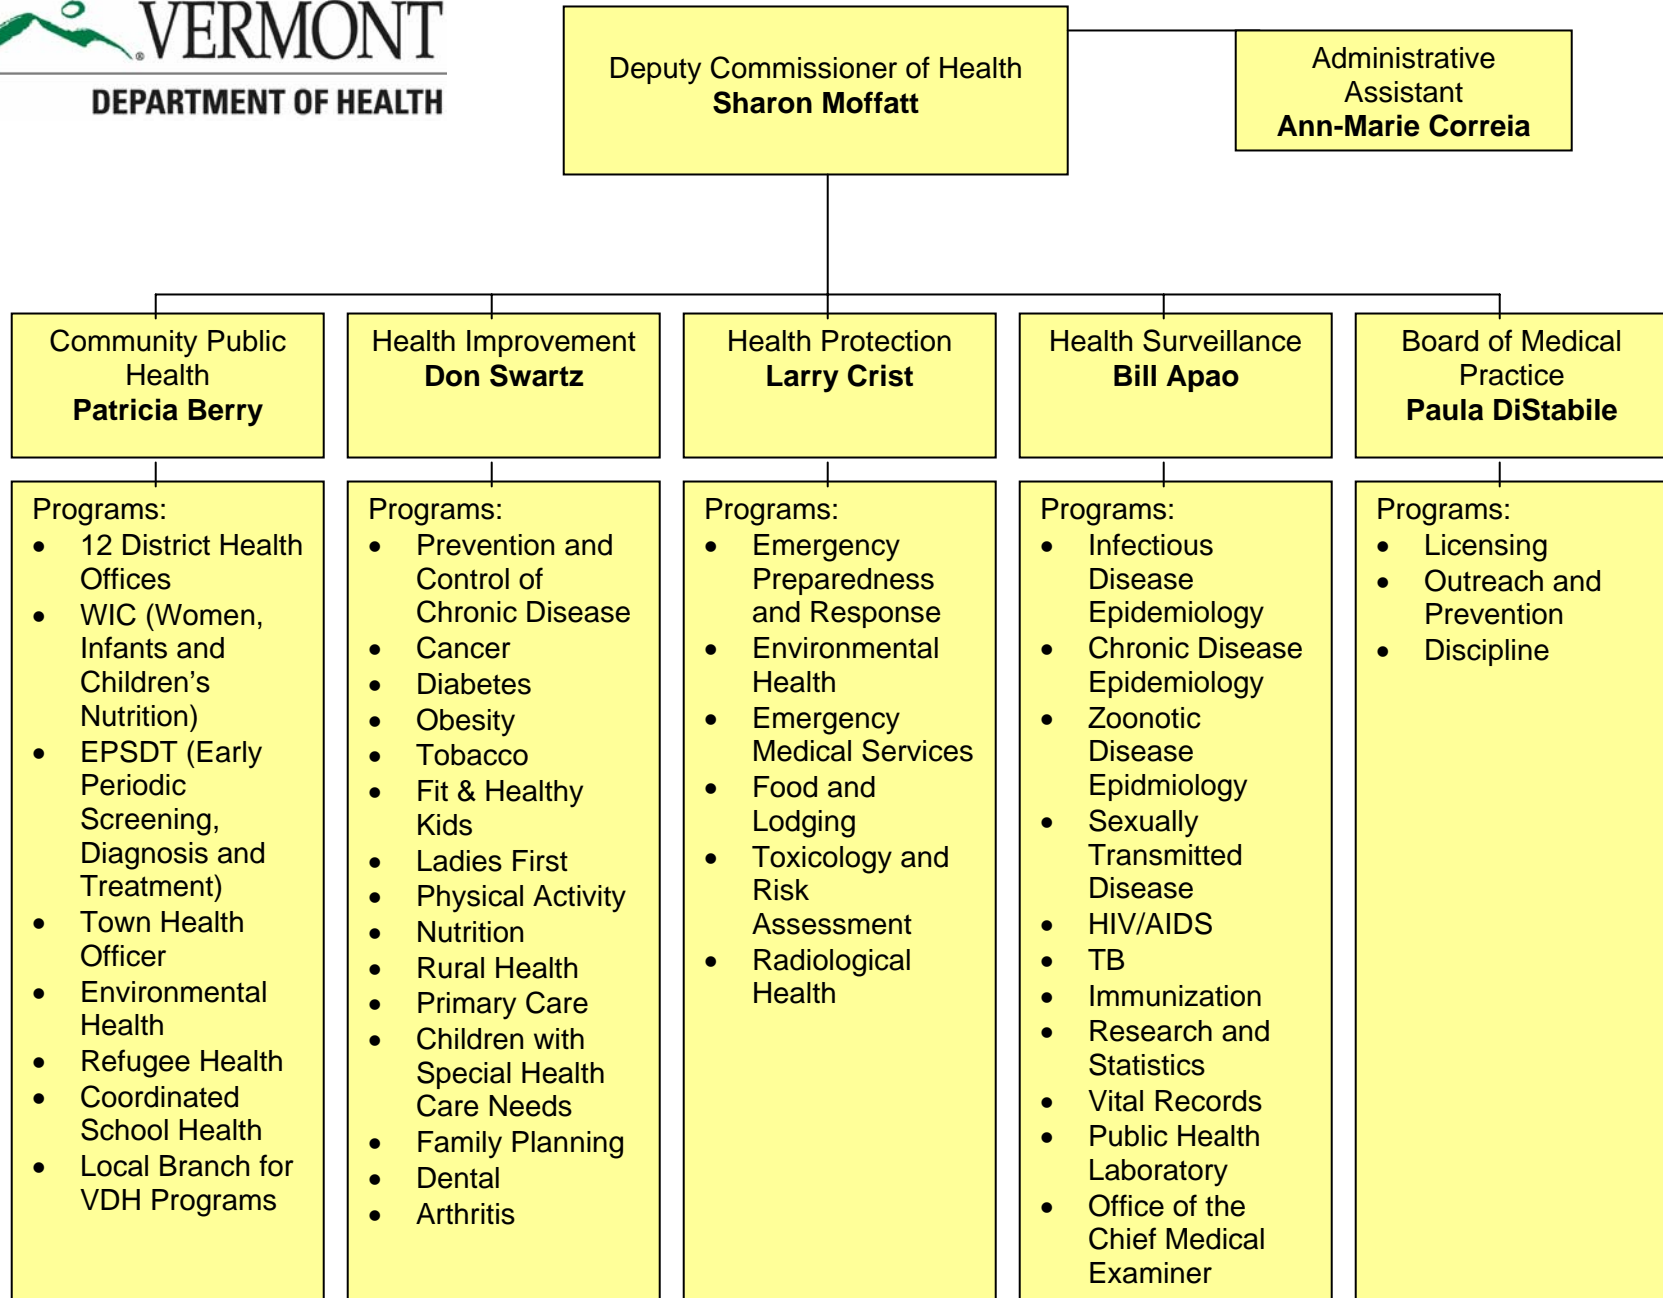 VERMONT
DEPARTMENT OF HEALTH
Deputy Commissioner of Health
Sharon Moffatt
Administrative
Assistant
Ann-Marie Correia
Community Public
Health
Patricia Berry
Health Improvement
Don Swartz
Health Protection
Larry Crist
Health Surveillance
Bill Apao
Board of Medical
Practice
Paula DiStabile
Programs:
• 12 District Health
Offices
• WIC (Women,
Infants and
Children’s
Nutrition)
• EPSDT (Early
Periodic
Screening,
Diagnosis and
Treatment)
• Town Health
Officer
• Environmental
Health
• Refugee Health
• Coordinated
School Health
• Local Branch for
VDH Programs
Programs:
• Prevention and
Control of
Chronic Disease
• Cancer
• Diabetes
• Obesity
• Tobacco
• Fit & Healthy
Kids
• Ladies First
• Physical Activity
• Nutrition
• Rural Health
• Primary Care
• Children with
Special Health
Care Needs
• Family Planning
• Dental
• Arthritis
Programs:
• Emergency
Preparedness
and Response
• Environmental
Health
• Emergency
Medical Services
• Food and
Lodging
• Toxicology and
Risk
Assessment
• Radiological
Health
Programs:
• Infectious
Disease
Epidemiology
• Chronic Disease
Epidemiology
• Zoonotic
Disease
Epidmiology
• Sexually
Transmitted
Disease
• HIV/AIDS
• TB
• Immunization
• Research and
Statistics
• Vital Records
• Public Health
Laboratory
• Office of the
Chief Medical
Examiner
Programs:
• Licensing
• Outreach and
Prevention
• Discipline